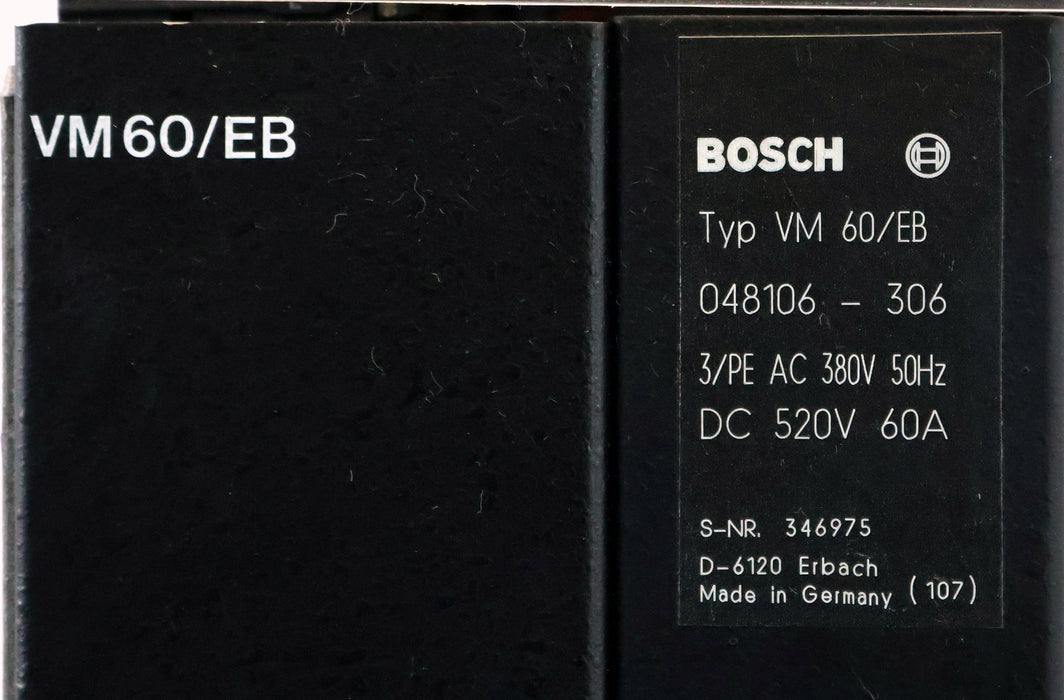 VM60/EB
BOSCH
Typ VM 60/EB
048106 - 306
3/PE AC 380V 50Hz
DC 520V 60A
S-NR. 346975
D-6120 Erbach
Made in Germany (107)